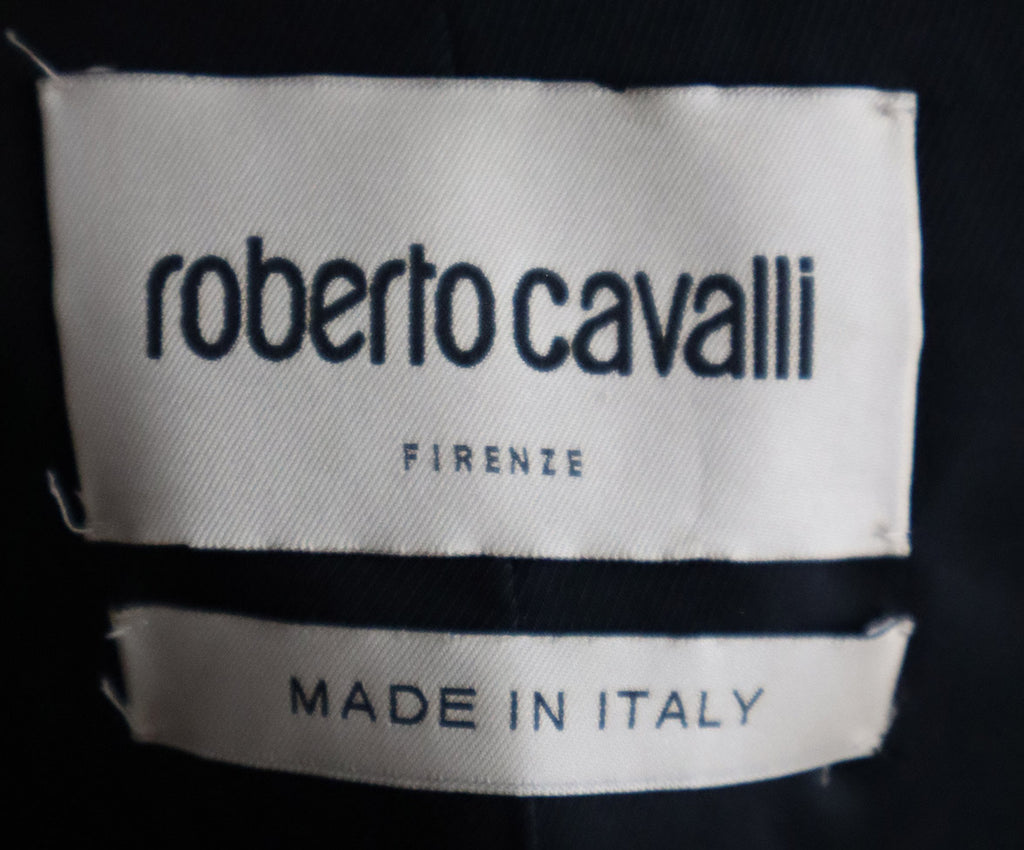 roberto cavalli
FIRENZE
MADE IN ITALY